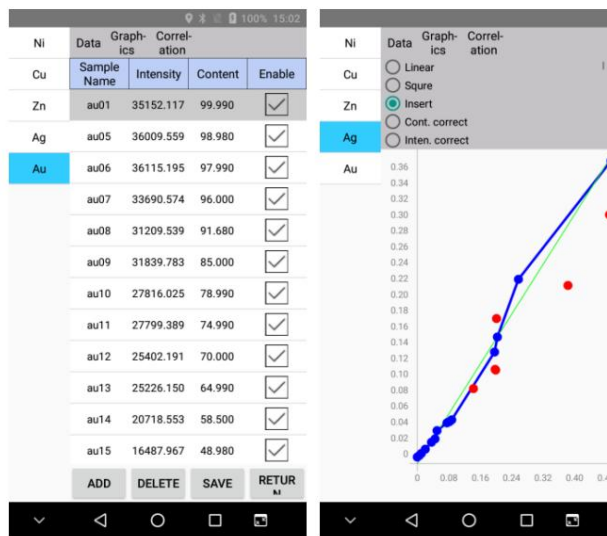 100% 15:02
Ni
Cu
Zn
Ag
Au
Data Graph-ics Correl-ation
Sample Name Intensity Content Enable
au01 35152.117 99.990
au05 36009.559 98.980
au06 36115.195 97.990
au07 33690.574 96.000
au08 31209.539 91.680
au09 31839.783 85.000
au10 27816.025 78.990
au11 27799.389 74.990
au12 25402.191 70.000
au13 25226.150 64.990
au14 20718.553 58.500
au15 16487.967 48.980
ADD DELETE SAVE RETUR
Ni
Cu
Zn
Ag
Au
Data Graph-ics Correl-ation
Linear
Squre
Insert
Cont. correct
Inten. correct
0.36
0.34
0.32
0.30
0.28
0.26
0.24
0.22
0.20
0.18
0.16
0.14
0.12
0.10
0.08
0.06
0.04
0.02
0
0 0.08 0.16 0.24 0.32 0.40